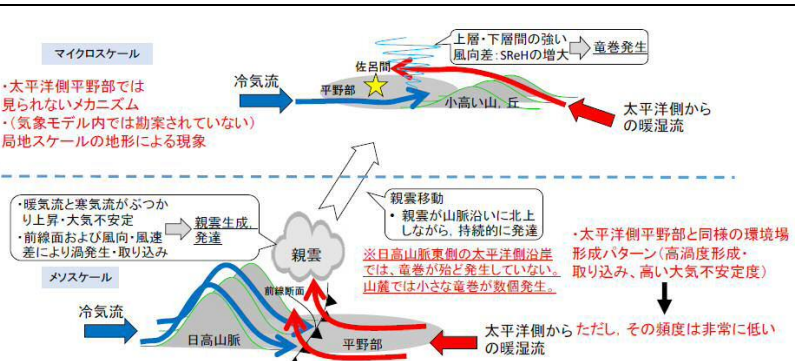 マイクロスケール
・太平洋側平野部では
見られないメカニズム
・(気象モデル内では勘案されていない)
局地スケールの地形による現象
冷気流
平野部
佐呂間
小高い山,丘
上層・下層間の強い
風向差:SReHの増大
竜巻発生
太平洋側から
の暖湿流
・暖気流と寒気流がぶつか
り上昇・大気不安定
・前線面および風向・風速
差により渦発生・取り込み
親雲生成,
発達
親雲
親雲移動
・ 親雲が山脈沿いに北上
しながら,持続的に発達
※日高山脈東側の太平洋側沿岸
では、竜巻が殆ど発生していない。
山麓では小さな竜巻が数個発生。
・太平洋側平野部と同様の環境場
形成パターン(高渦度形成・
取り込み、高い大気不安定度)
ただし,その頻度は非常に低い
メソスケール
冷気流
日高山脈
前線断面
平野部
太平洋側から
の暖湿流